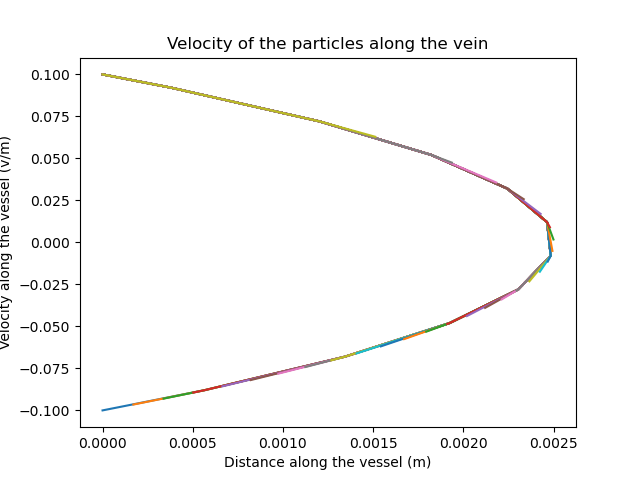 Velocity of the particles along the vein
Velocity along the vessel (v/m)
0.100
0.075
0.050
0.025
0.000
−0.025
−0.050
−0.075
−0.100
0.0000 0.0005 0.0010 0.0015 0.0020 0.0025
Distance along the vessel (m)